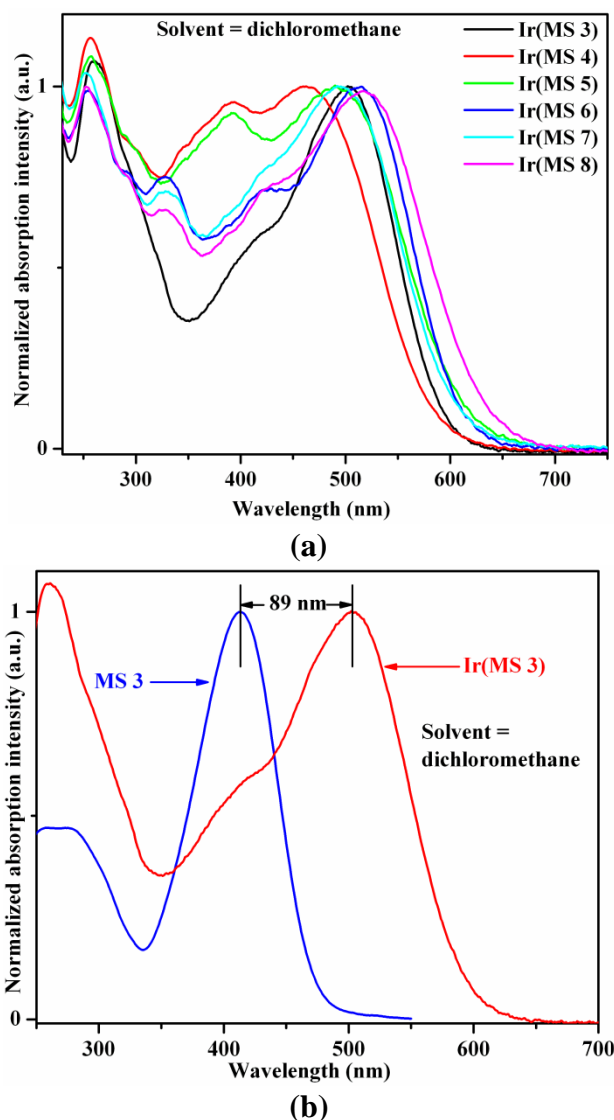 Solvent = dichloromethane
Ir(MS 3)
Ir(MS 4)
Ir(MS 5)
Ir(MS 6)
Ir(MS 7)
Ir(MS 8)
Normalized absorption intensity (a.u.)
1
0
300 400 500 600 700
Wavelength (nm)
(a)
89 nm
MS 3
Ir(MS 3)
Solvent =
dichloromethane
Normalized absorption intensity (a.u.)
1
0
300 400 500 600 700
Wavelength (nm)
(b)